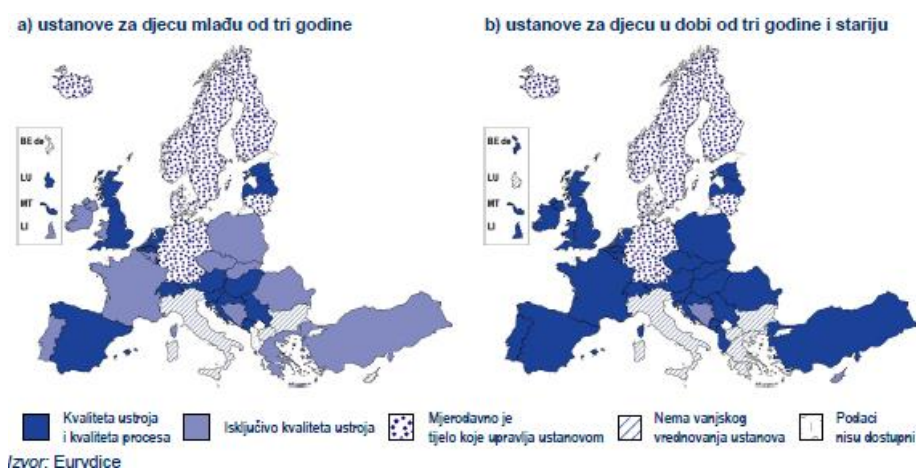 a) ustanove za djecu mlađu od tri godine
b) ustanove za djecu u dobi od tri godine i stariju
BE de
LU
MT
LI
BE de
LU
MT
LI
Kvaliteta ustroja
i kvaliteta procesa
Isključivo kvaliteta ustroja
Mjerodavno je
tijelo koje upravlja ustanovom
Nema vanjskog
vrednovanja ustanova
Podaci
nisu dostupni
Izvor: Eurydice